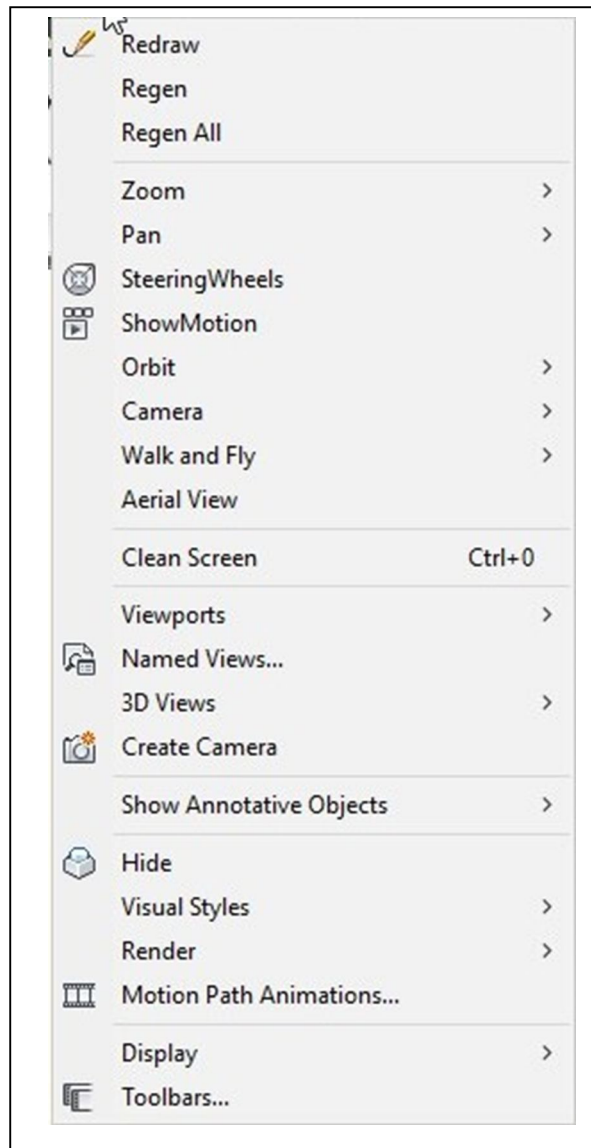 Redraw
Regen
Regen All
Zoom
Pan
SteeringWheels
ShowMotion
Orbit
Camera
Walk and Fly
Aerial View
Clean Screen Ctrl+0
Viewports
Named Views...
3D Views
Create Camera
Show Annotative Objects
Hide
Visual Styles
Render
Motion Path Animations...
Display
Toolbars...